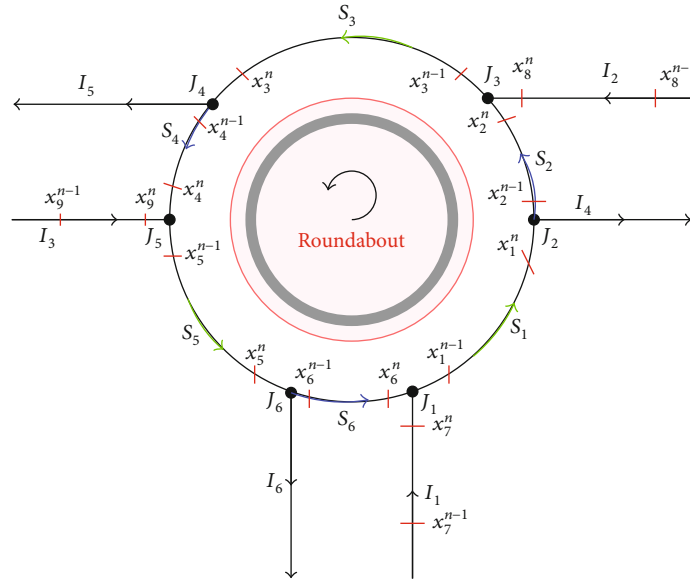 S_3
I_5
J_4
x_3^n
x_3^{n-1}
J_3
x_8^n
I_2
x_8^{n-
S_4
x_4^{n-1}
x_2^n
S_2
x_9^{n-1}
x_9^n
x_4^n
x_2^{n-1}
I_4
I_3
J_5
x_5^{n-1}
Roundabout
x_1^n
J_2
S_5
x_5^n
x_6^{n-1}
x_6^n
x_1^{n-1}
S_1
J_6
S_6
J_1
x_7^n
I_6
I_1
x_7^{n-1}